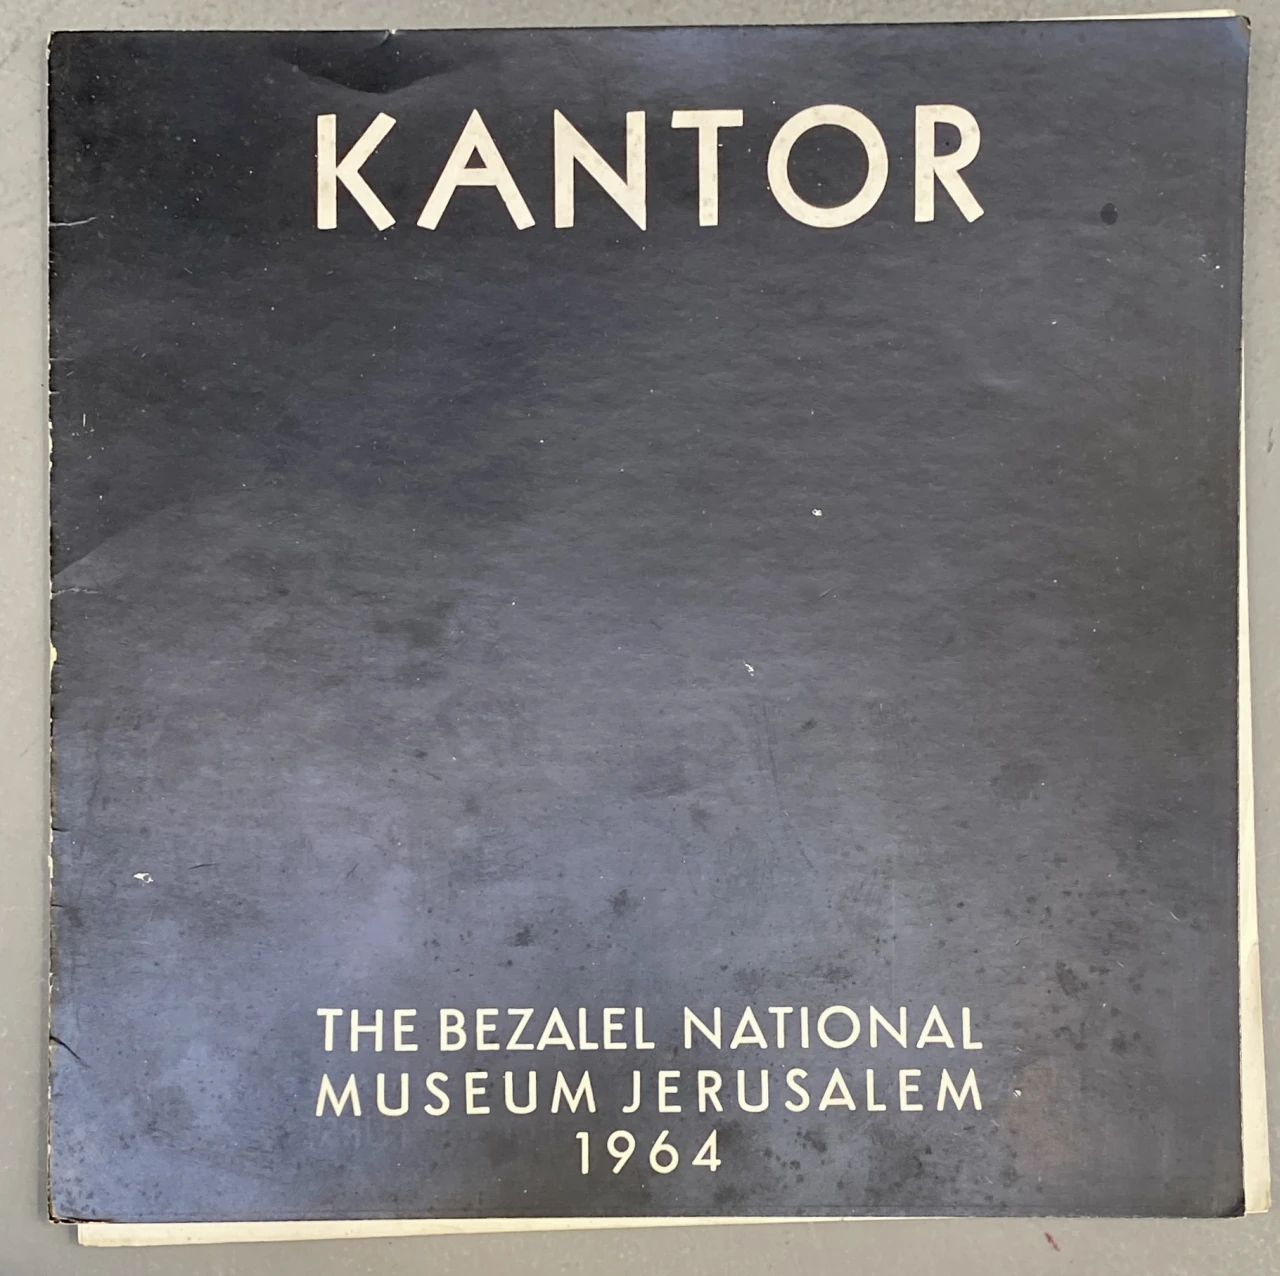 KANTOR
THE BEZALEL NATIONAL
MUSEUM JERUSALEM
1964